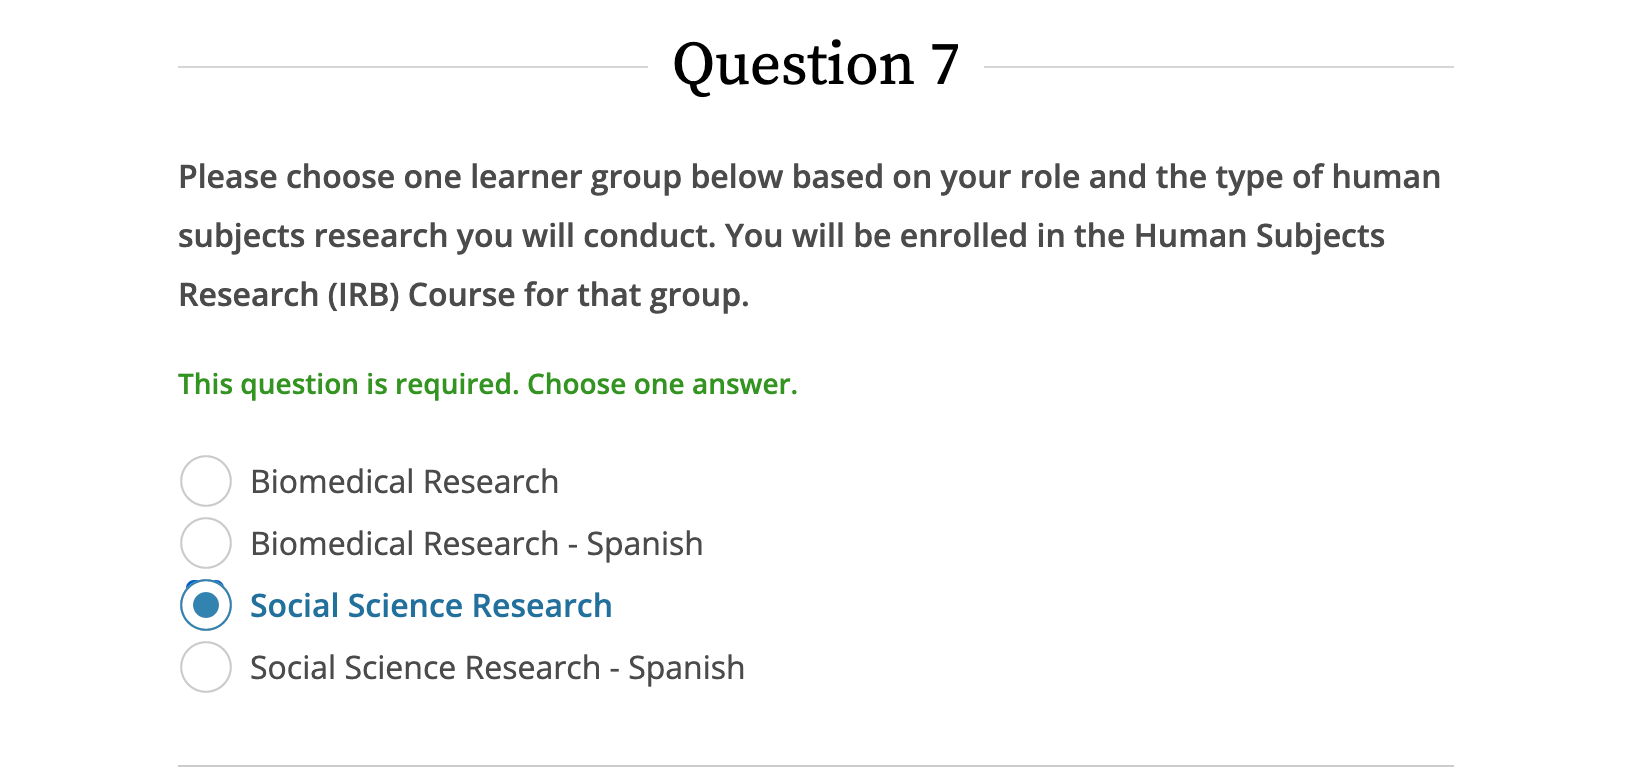 Question 7
Please choose one learner group below based on your role and the type of human
subjects research you will conduct. You will be enrolled in the Human Subjects
Research (IRB) Course for that group.
This question is required. Choose one answer.
Biomedical Research
Biomedical Research - Spanish
Social Science Research
Social Science Research - Spanish